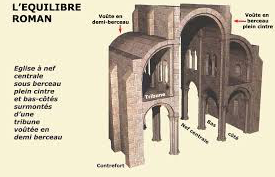 L'EQUILIBRE
ROMAN
Voûte en
demi-berceau
Voûte
en
berceau
plein cintre
Eglise à nef
centrale
sous berceau
plein cintre
et bas-côtés
surmontés
d'une
tribune
voûtée en
demi berceau
Tribune
Nef centrale
Bas
côté
Contrefort